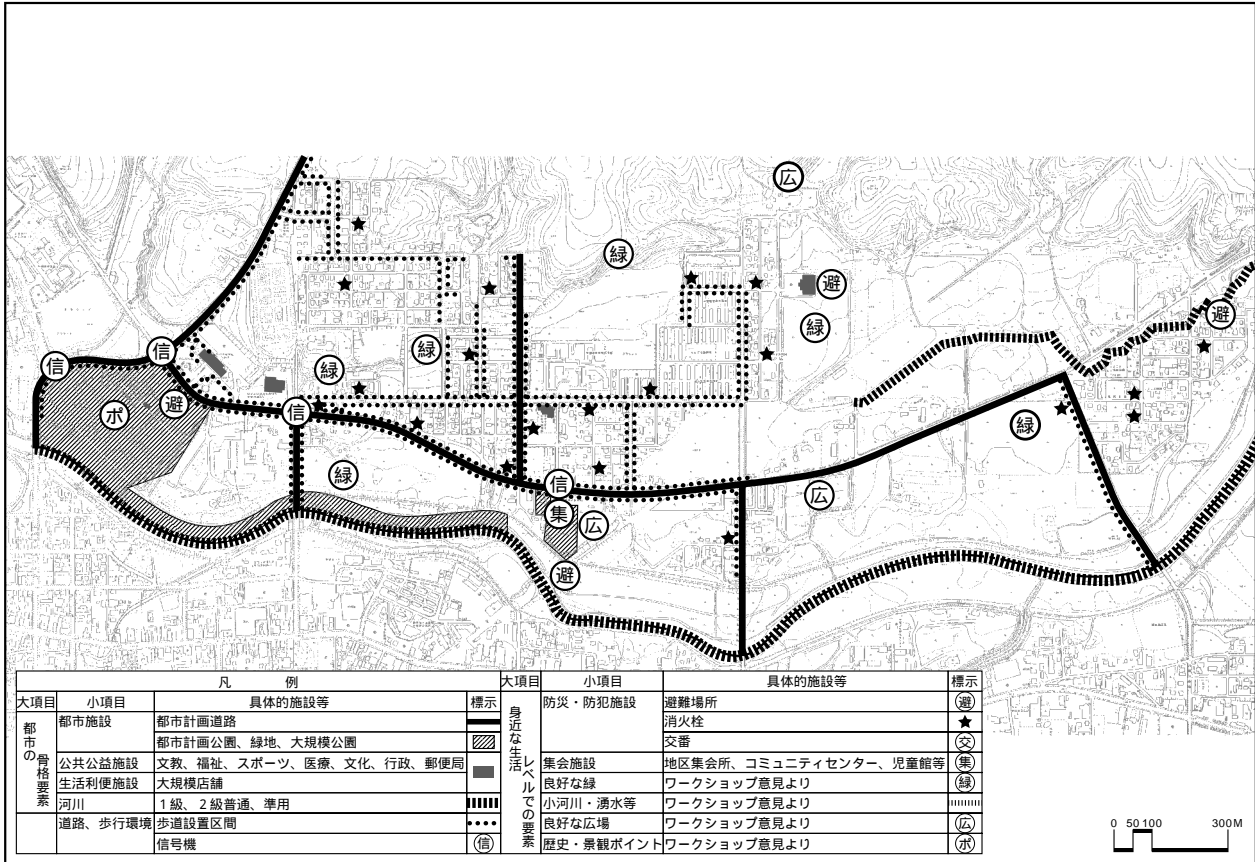 広
緑
避
緑
避
信
信
緑
緑
ポ
避
信
緑
緑
信
広
集
広
避
凡 例
大項目 小項目 具体的施設等 標示
都市の骨格要素
都市施設 都市計画道路
都市計画公園、緑地、大規模公園
公共公益施設 文教、福祉、スポーツ、医療、文化、行政、郵便局
生活利便施設 大規模店舗
河川 1級、2級普通、準用
道路、歩行環境 歩道設置区間
信号機 信
大項目 小項目 具体的施設等 標示
身近な生活レベルでの要素
防災・防犯施設 避難場所 避
消火栓 ★
交番 交
集会施設 地区集会所、コミュニティセンター、児童館等 集
良好な緑 ワークショップ意見より 緑
小河川・湧水等 ワークショップ意見より
良好な広場 ワークショップ意見より 広
歴史・景観ポイント ワークショップ意見より ポ
0 50 100 300M